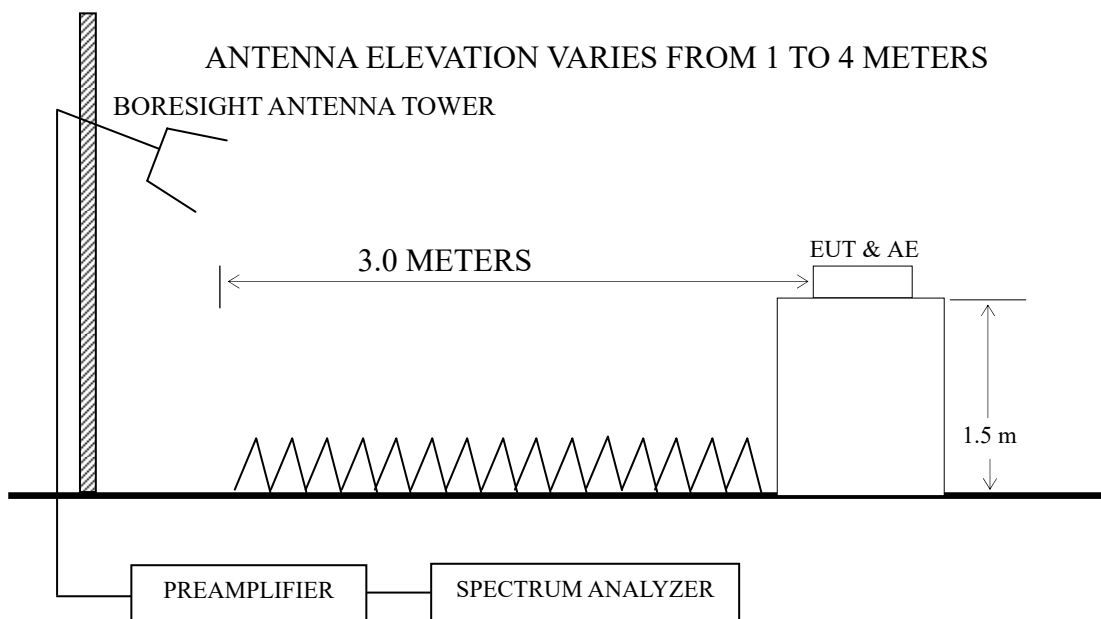 ANTENNA ELEVATION VARIES FROM 1 TO 4 METERS
BORESIGHT ANTENNA TOWER
3.0 METERS
EUT & AE
1.5 m
PREAMPLIFIER
SPECTRUM ANALYZER